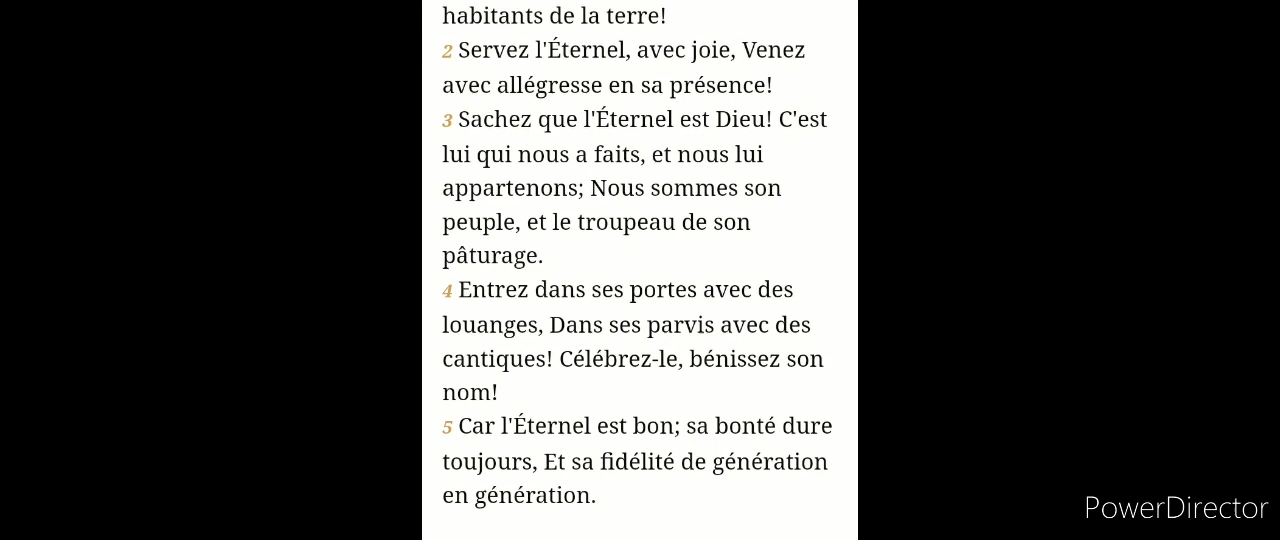 habitants de la terre!
2 Servez l'Éternel, avec joie, Venez
avec allégresse en sa présence!
3 Sachez que l'Éternel est Dieu! C'est
lui qui nous a faits, et nous lui
appartenons; Nous sommes son
peuple, et le troupeau de son
pâturage.
4 Entrez dans ses portes avec des
louanges, Dans ses parvis avec des
cantiques! Célébrez-le, bénissez son
nom!
5 Car l'Éternel est bon; sa bonté dure
toujours, Et sa fidélité de génération
en génération.
PowerDirector